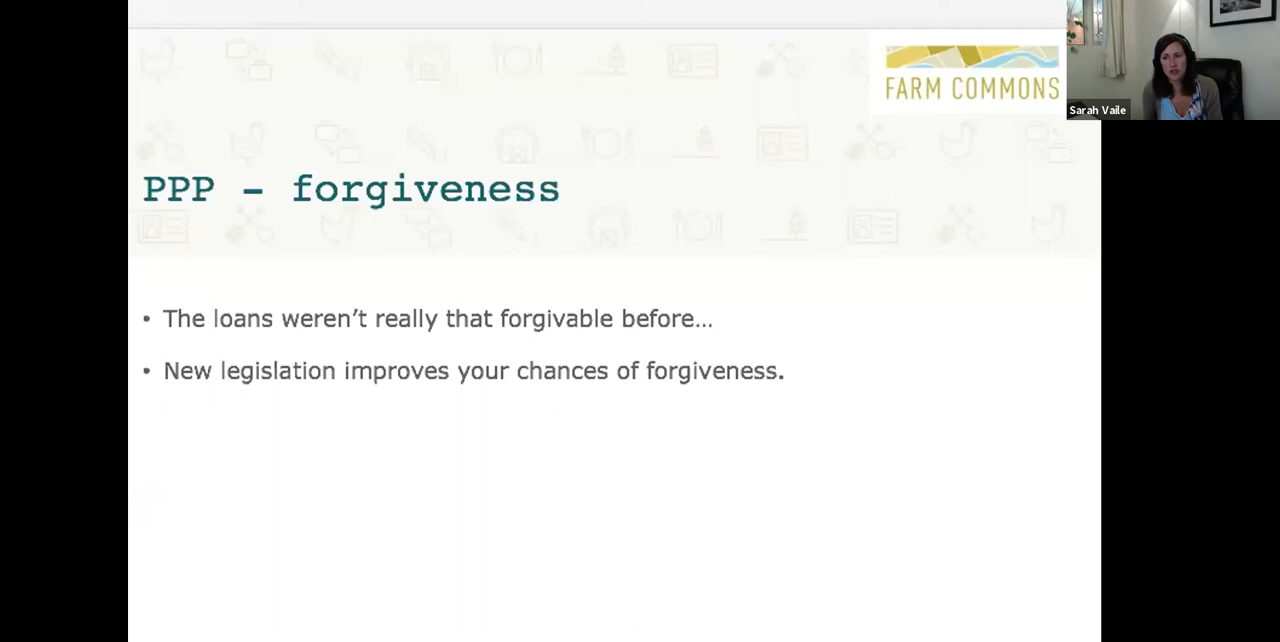 FARM COMMONS
Sarah Vaile
PPP – forgiveness
• The loans weren't really that forgivable before…
• New legislation improves your chances of forgiveness.